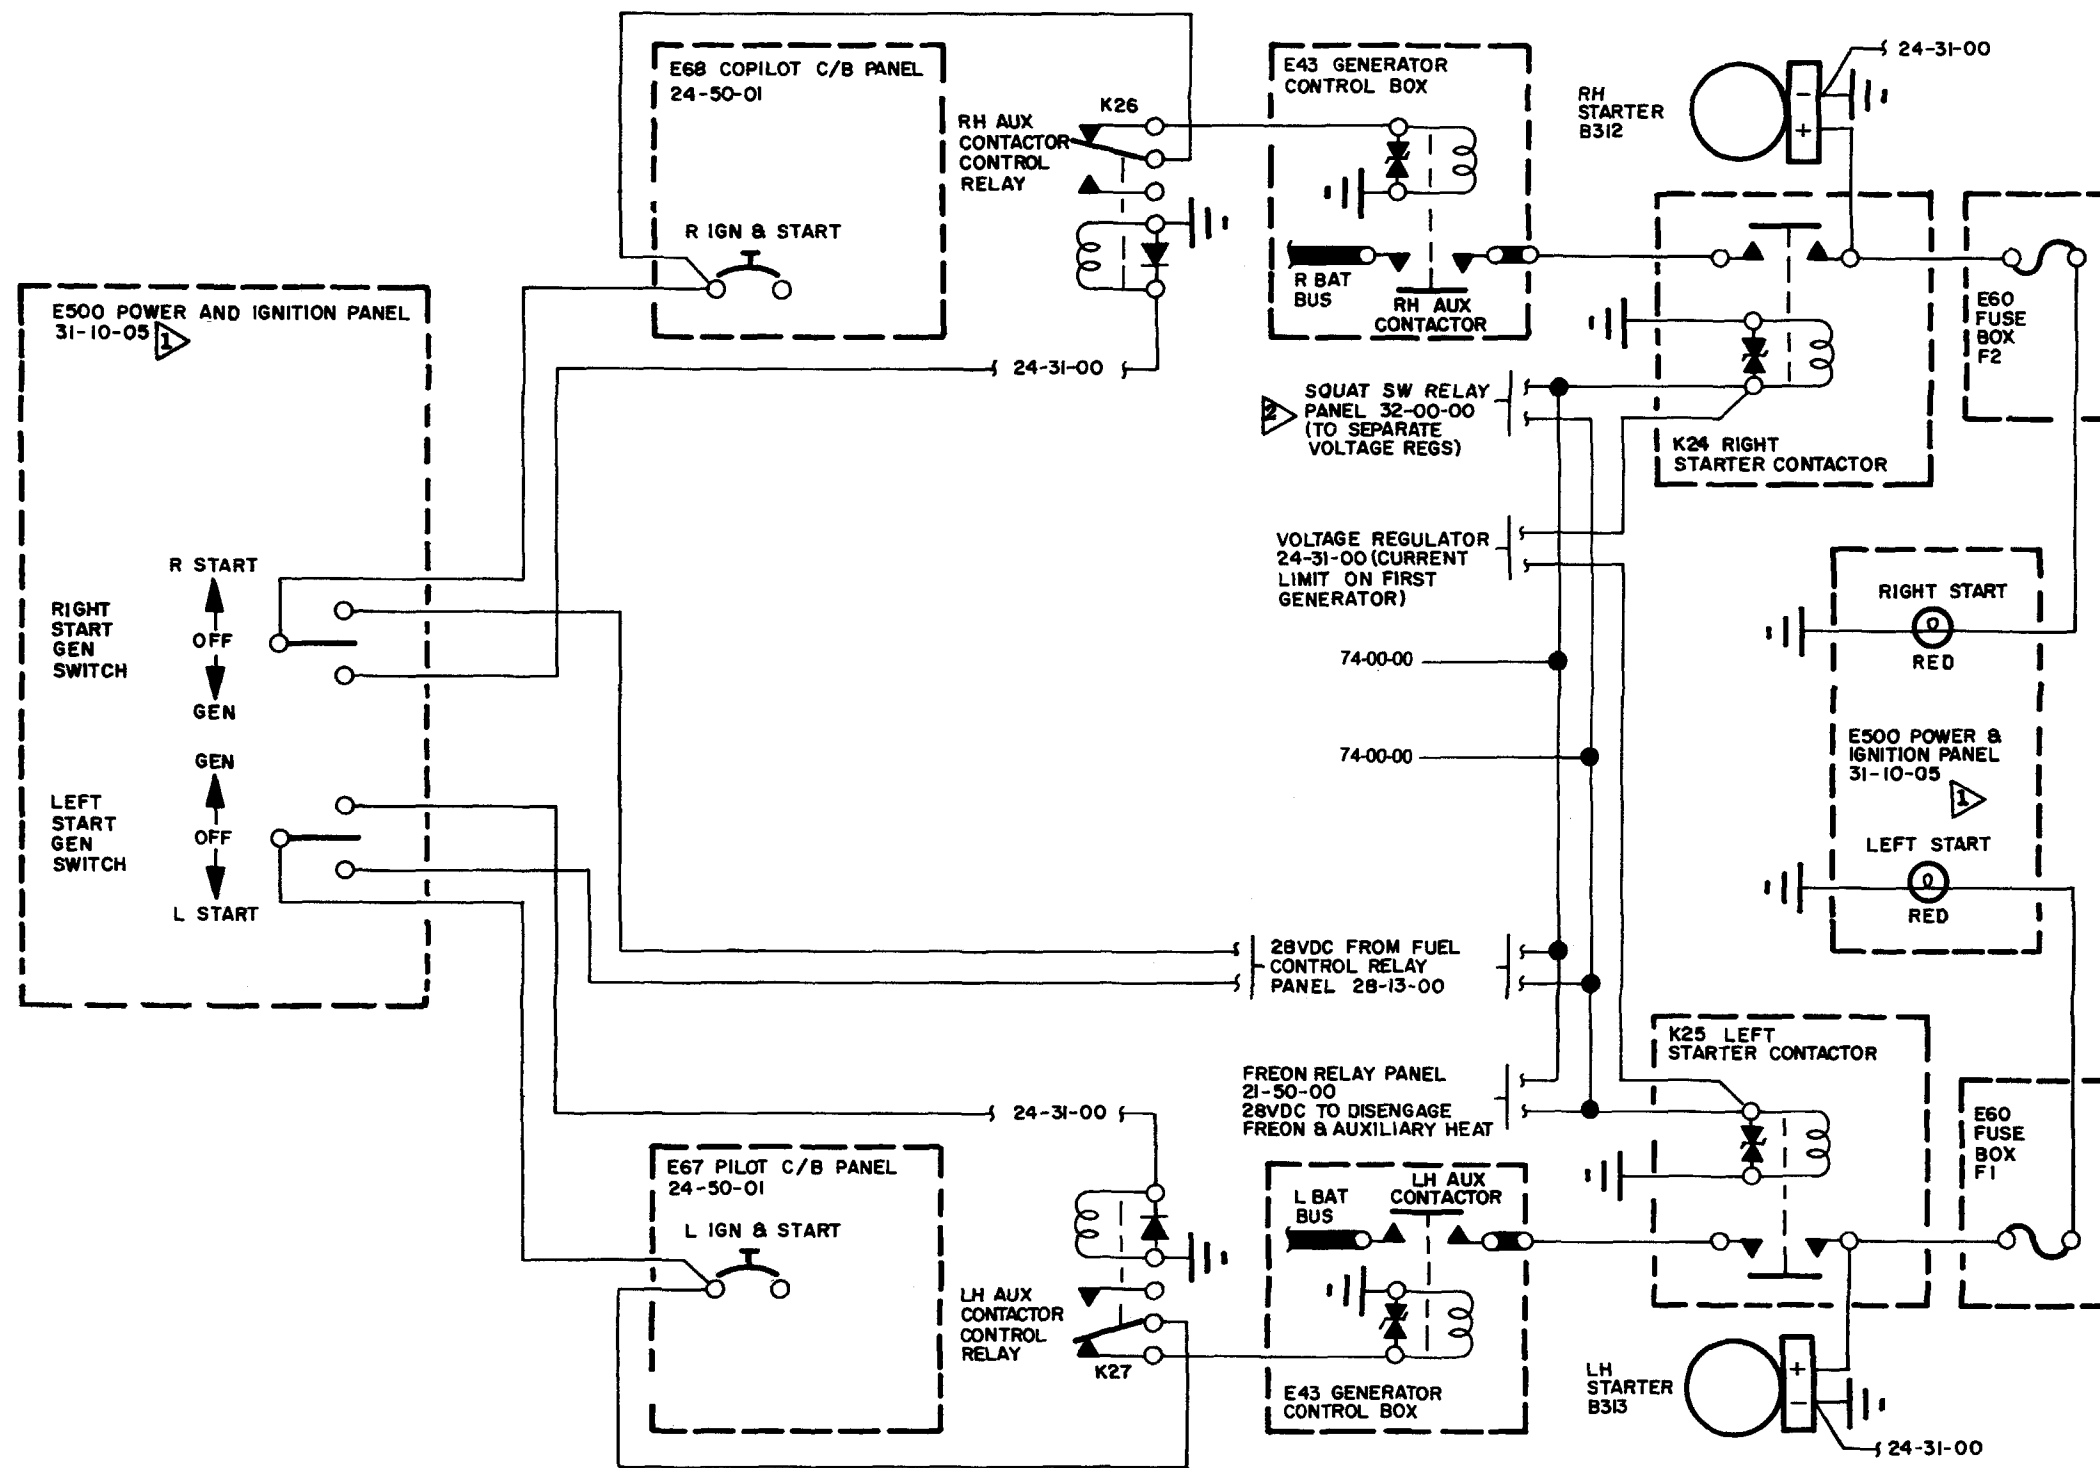 E68 COPILOT C/B PANEL
24-50-01
R IGN & START
RH AUX
CONTACTOR
CONTROL
RELAY
K26
E43 GENERATOR
CONTROL BOX
R BAT
BUS
RH AUX
CONTACTOR
RH
STARTER
B312
24-31-00
-
+
E60
FUSE
BOX
F2
K24 RIGHT
STARTER CONTACTOR
E500 POWER AND IGNITION PANEL
31-10-05
1
24-31-00
2
SQUAT SW RELAY
PANEL 32-00-00
(TO SEPARATE
VOLTAGE REGS)
VOLTAGE REGULATOR
24-31-00 (CURRENT
LIMIT ON FIRST
GENERATOR)
R START
OFF
GEN
RIGHT
START
GEN
SWITCH
GEN
OFF
L START
LEFT
START
GEN
SWITCH
74-00-00
74-00-00
RIGHT START
RED
E500 POWER &
IGNITION PANEL
31-10-05
1
LEFT START
RED
28VDC FROM FUEL
CONTROL RELAY
PANEL 28-13-00
FREON RELAY PANEL
21-50-00
28VDC TO DISENGAGE
FREON & AUXILIARY HEAT
K25 LEFT
STARTER CONTACTOR
E60
FUSE
BOX
F1
24-31-00
E67 PILOT C/B PANEL
24-50-01
L IGN & START
LH AUX
CONTACTOR
CONTROL
RELAY
K27
L BAT
BUS
LH AUX
CONTACTOR
E43 GENERATOR
CONTROL BOX
LH
STARTER
B313
+
-
24-31-00